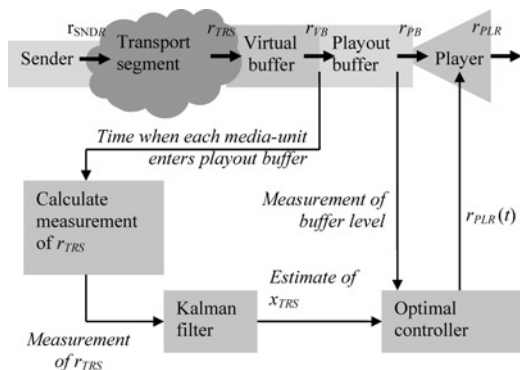 r_SNDR
r_TRS
r_VB
r_PB
r_PLR
Sender
Transport
segment
Virtual
buffer
Playout
buffer
Player
Time when each media-unit
enters playout buffer
Calculate
measurement
of r_TRS
Measurement of
buffer level
r_PLR(t)
Kalman
filter
Estimate of
x_TRS
Optimal
controller
Measurement
of r_TRS